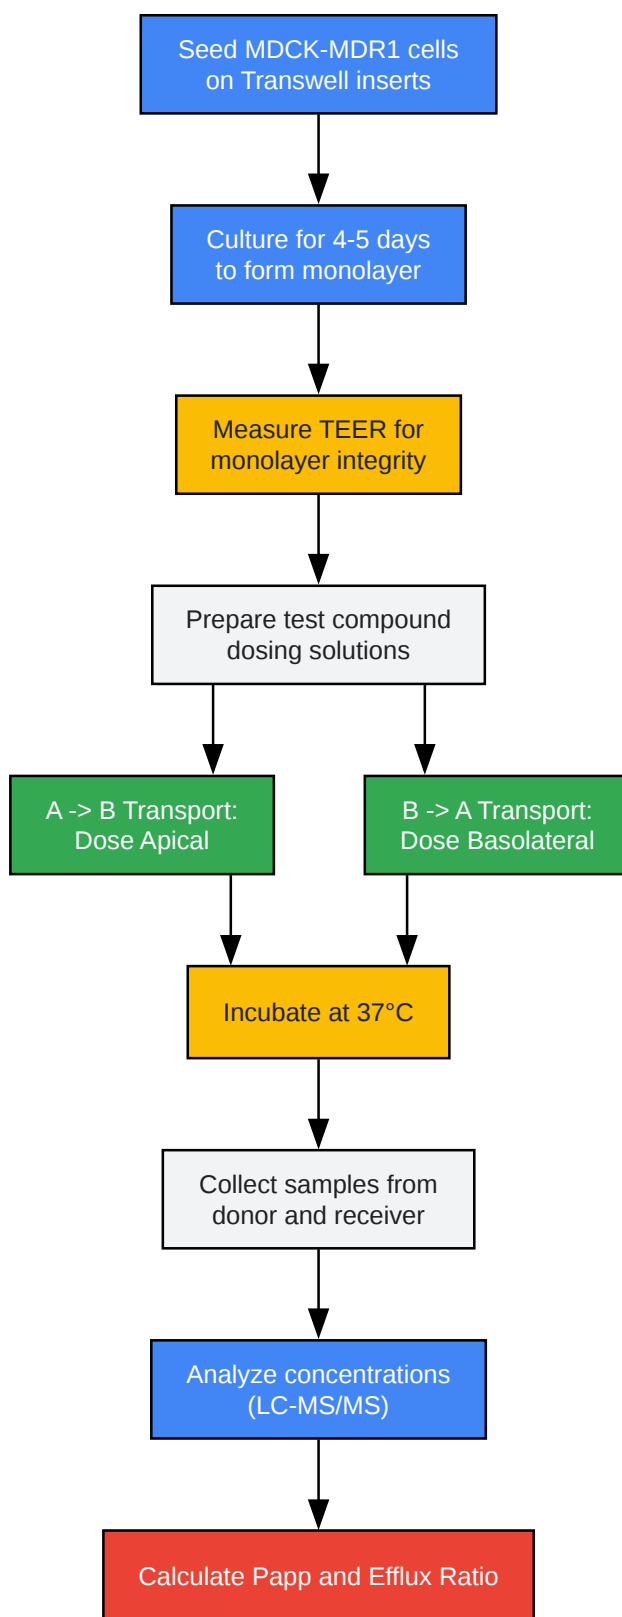 Seed MDCK-MDR1 cells
on Transwell inserts
Culture for 4-5 days
to form monolayer
Measure TEER for
monolayer integrity
Prepare test compound
dosing solutions
A -> B Transport:
Dose Apical
B -> A Transport:
Dose Basolateral
Incubate at 37°C
Collect samples from
donor and receiver
Analyze concentrations
(LC-MS/MS)
Calculate Papp and Efflux Ratio